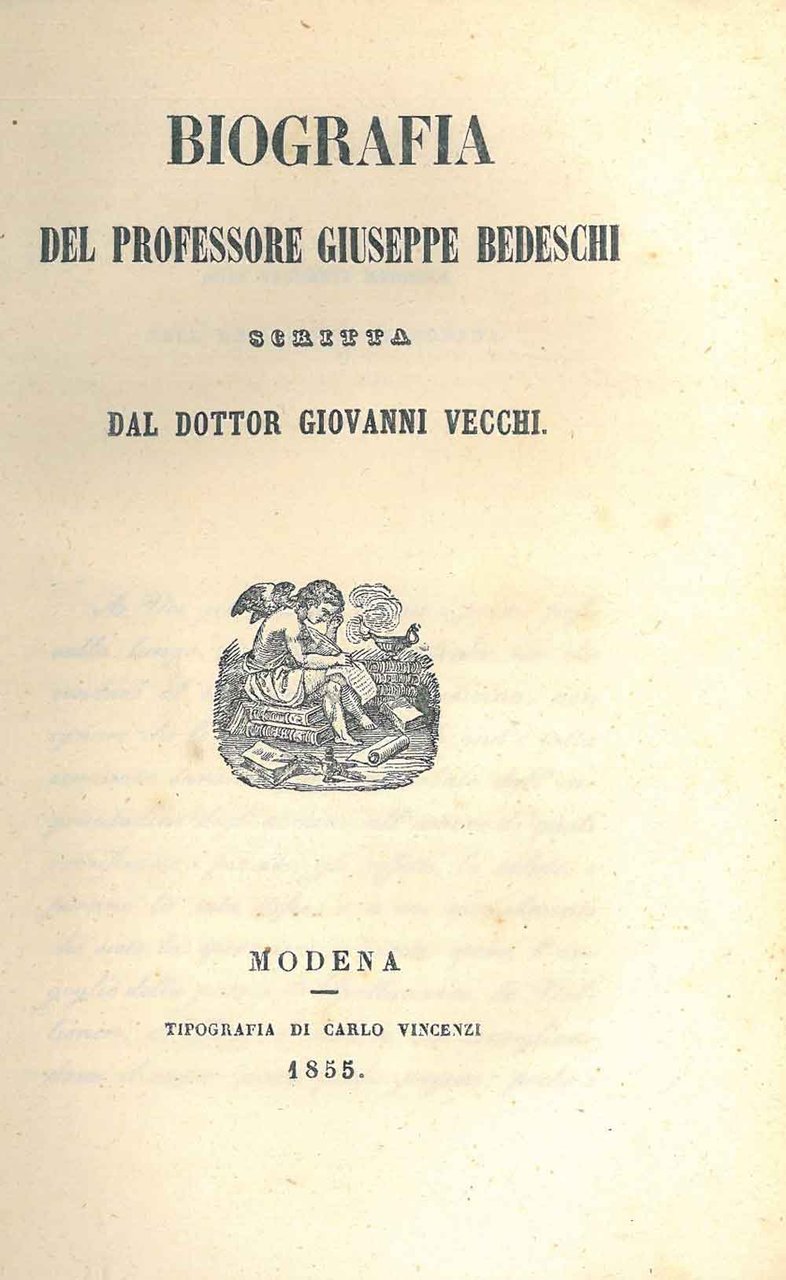 BIOGRAFIA
DEL PROFESSORE GIUSEPPE BEDESCHI
SCRITTA
DAL DOTTOR GIOVANNI VECCHI.
MODENA
TIPOGRAFIA DI CARLO VINCENZI
1855.